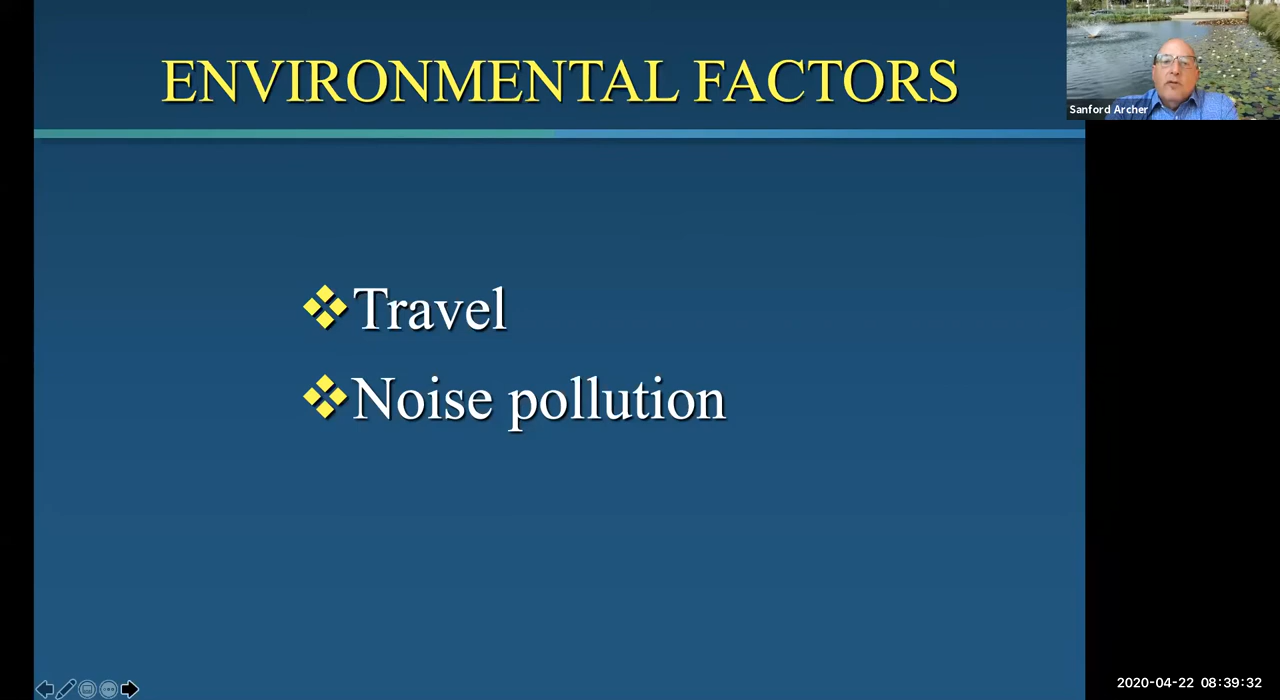 ENVIRONMENTAL FACTORS
Sanford Archer
Travel
Noise pollution
2020-04-22 08:39:32